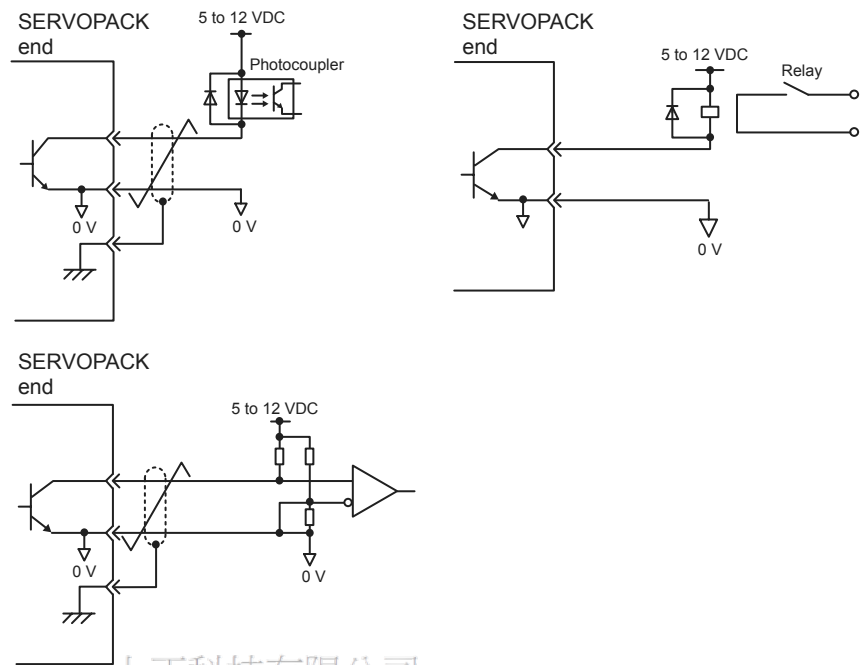 SERVOPACK
end
5 to 12 VDC
Photocoupler
0 V
0 V
SERVOPACK
end
5 to 12 VDC
Relay
0 V
SERVOPACK
end
5 to 12 VDC
0 V
0 V